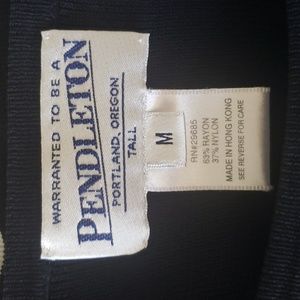 WARRANTED TO BE A
PENDLETON
PORTLAND, OREGON
TALL
M
RN#29685
63% RAYON
37% NYLON
MADE IN HONG KONG
SEE REVERSE FOR CARE